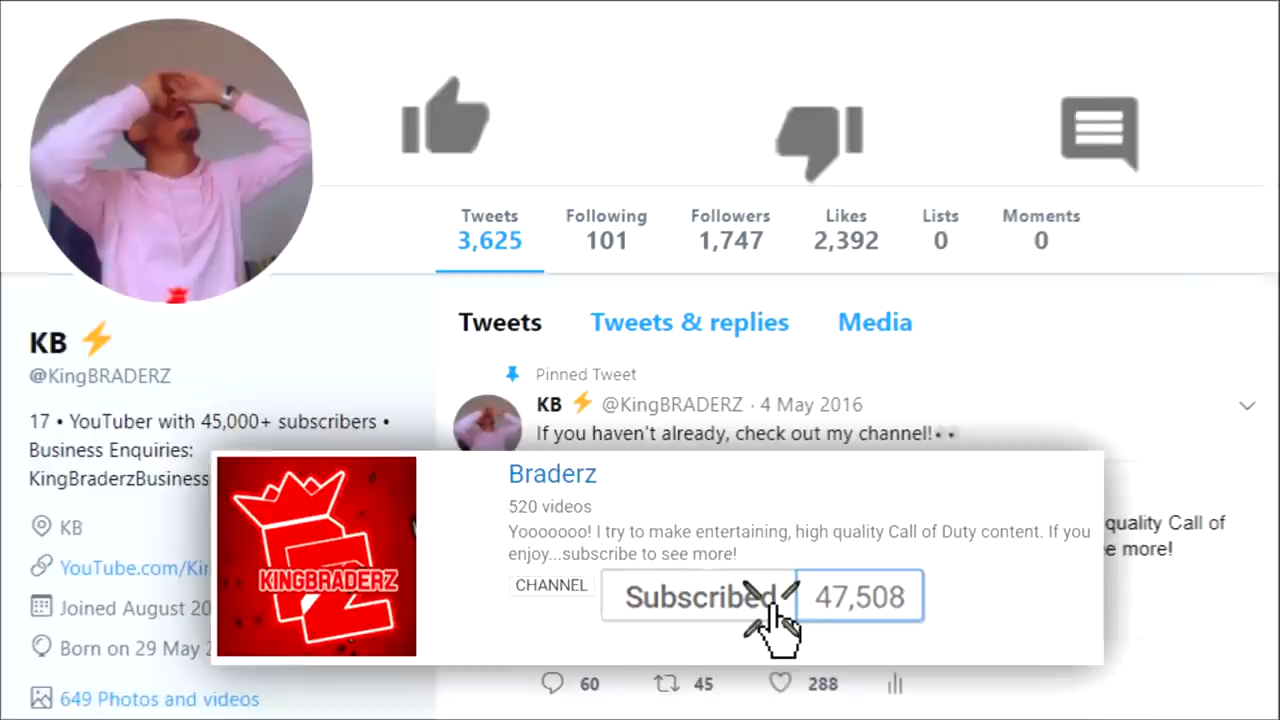 Tweets Following Followers Likes Lists Moments
3,625 101 1,747 2,392 0 0
KB⚡
@KingBRADERZ
17 • YouTuber with 45,000+ subscribers •
Business Enquiries:
KingBraderzBusiness
KB
YouTube.com/Kin
Joined August 20
Born on 29 May 2
649 Photos and videos
Tweets Tweets & replies Media
Pinned Tweet
KB⚡ @KingBRADERZ · 4 May 2016
If you haven't already, check out my channel!
quality Call of
e more!
KINGBRADERZ
Braderz
520 videos
Yooooooo! I try to make entertaining, high quality Call of Duty content. If you
enjoy...subscribe to see more!
CHANNEL
Subscribed 47,508
60 45 288